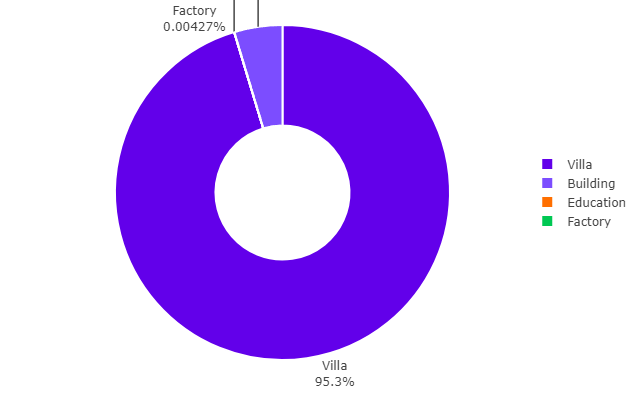 Factory
0.00427%
Villa
Building
Education
Factory
Villa
95.3%